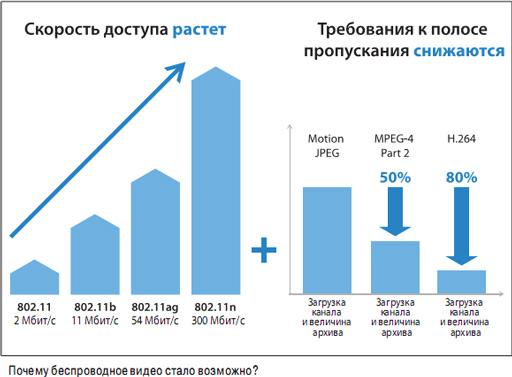 Скорость доступа растет
802.11
2 Мбит/с
802.11b
11 Мбит/с
802.11ag
54 Мбит/с
802.11n
300 Мбит/с
+
Требования к полосе
пропускания снижаются
Motion
JPEG
MPEG-4
Part 2
50%
H.264
80%
Загрузка
канала
и величина
архива
Загрузка
канала
и величина
архива
Загрузка
канала
и величина
архива
Почему беспроводное видео стало возможно?